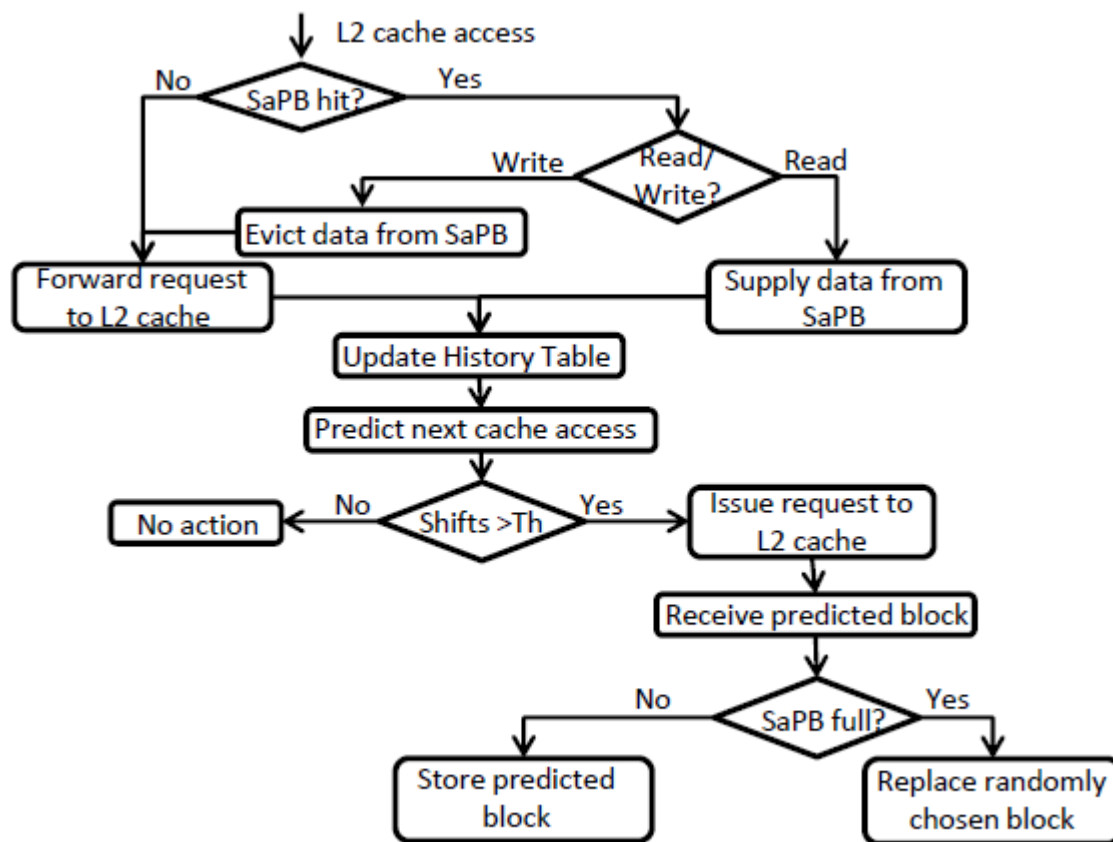 L2 cache access
No
SaPB hit?
Yes
Write
Read/
Write?
Read
Evict data from SaPB
Forward request
to L2 cache
Supply data from
SaPB
Update History Table
Predict next cache access
No
Shifts >Th
Yes
No action
Issue request to
L2 cache
Receive predicted block
No
SaPB full?
Yes
Store predicted
block
Replace randomly
chosen block